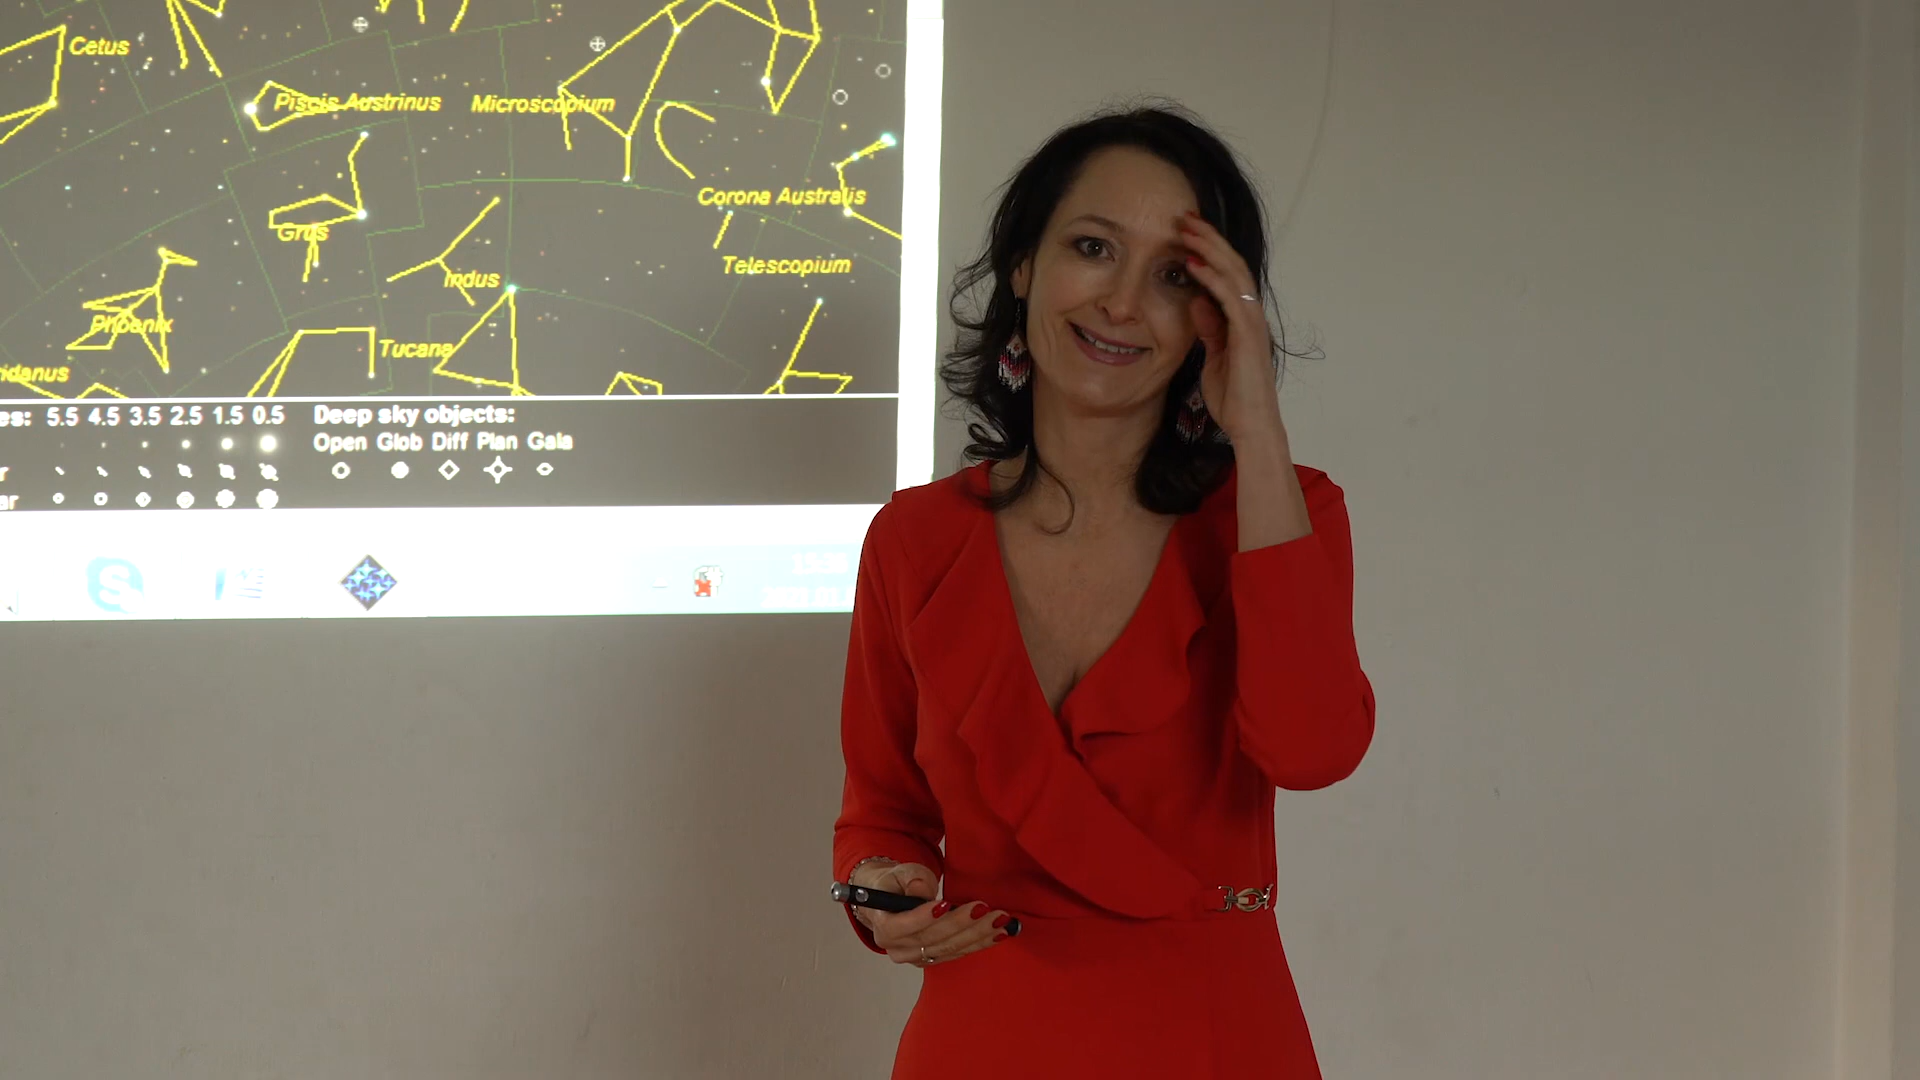 Cetus
Piscis Austrinus
Microscopium
Corona Australis
Grus
Telescopium
Indus
Phoenix
Tucana
idanus
es: 5.5 4.5 3.5 2.5 1.5 0.5 Deep sky objects:
Open Glob Diff Plan Gala
r
ar
S